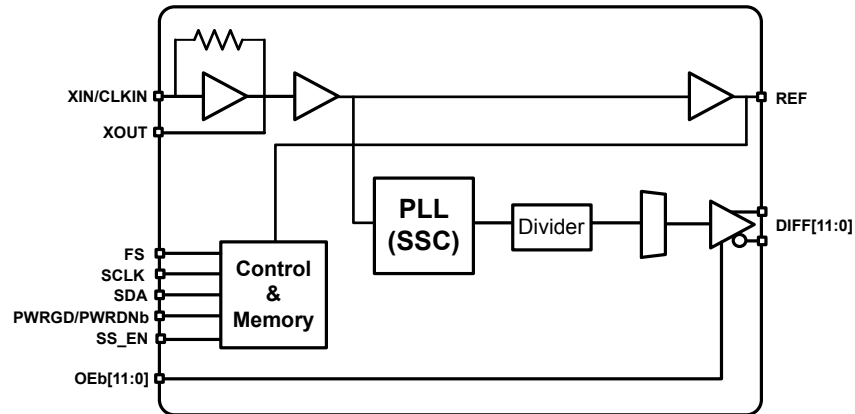 XIN/CLKIN
REF
XOUT
PLL
(SSC)
Divider
DIFF[11:0]
FS
SCLK
SDA
PWRGD/PWRDNb
SS_EN
Control
&
Memory
OEb[11:0]